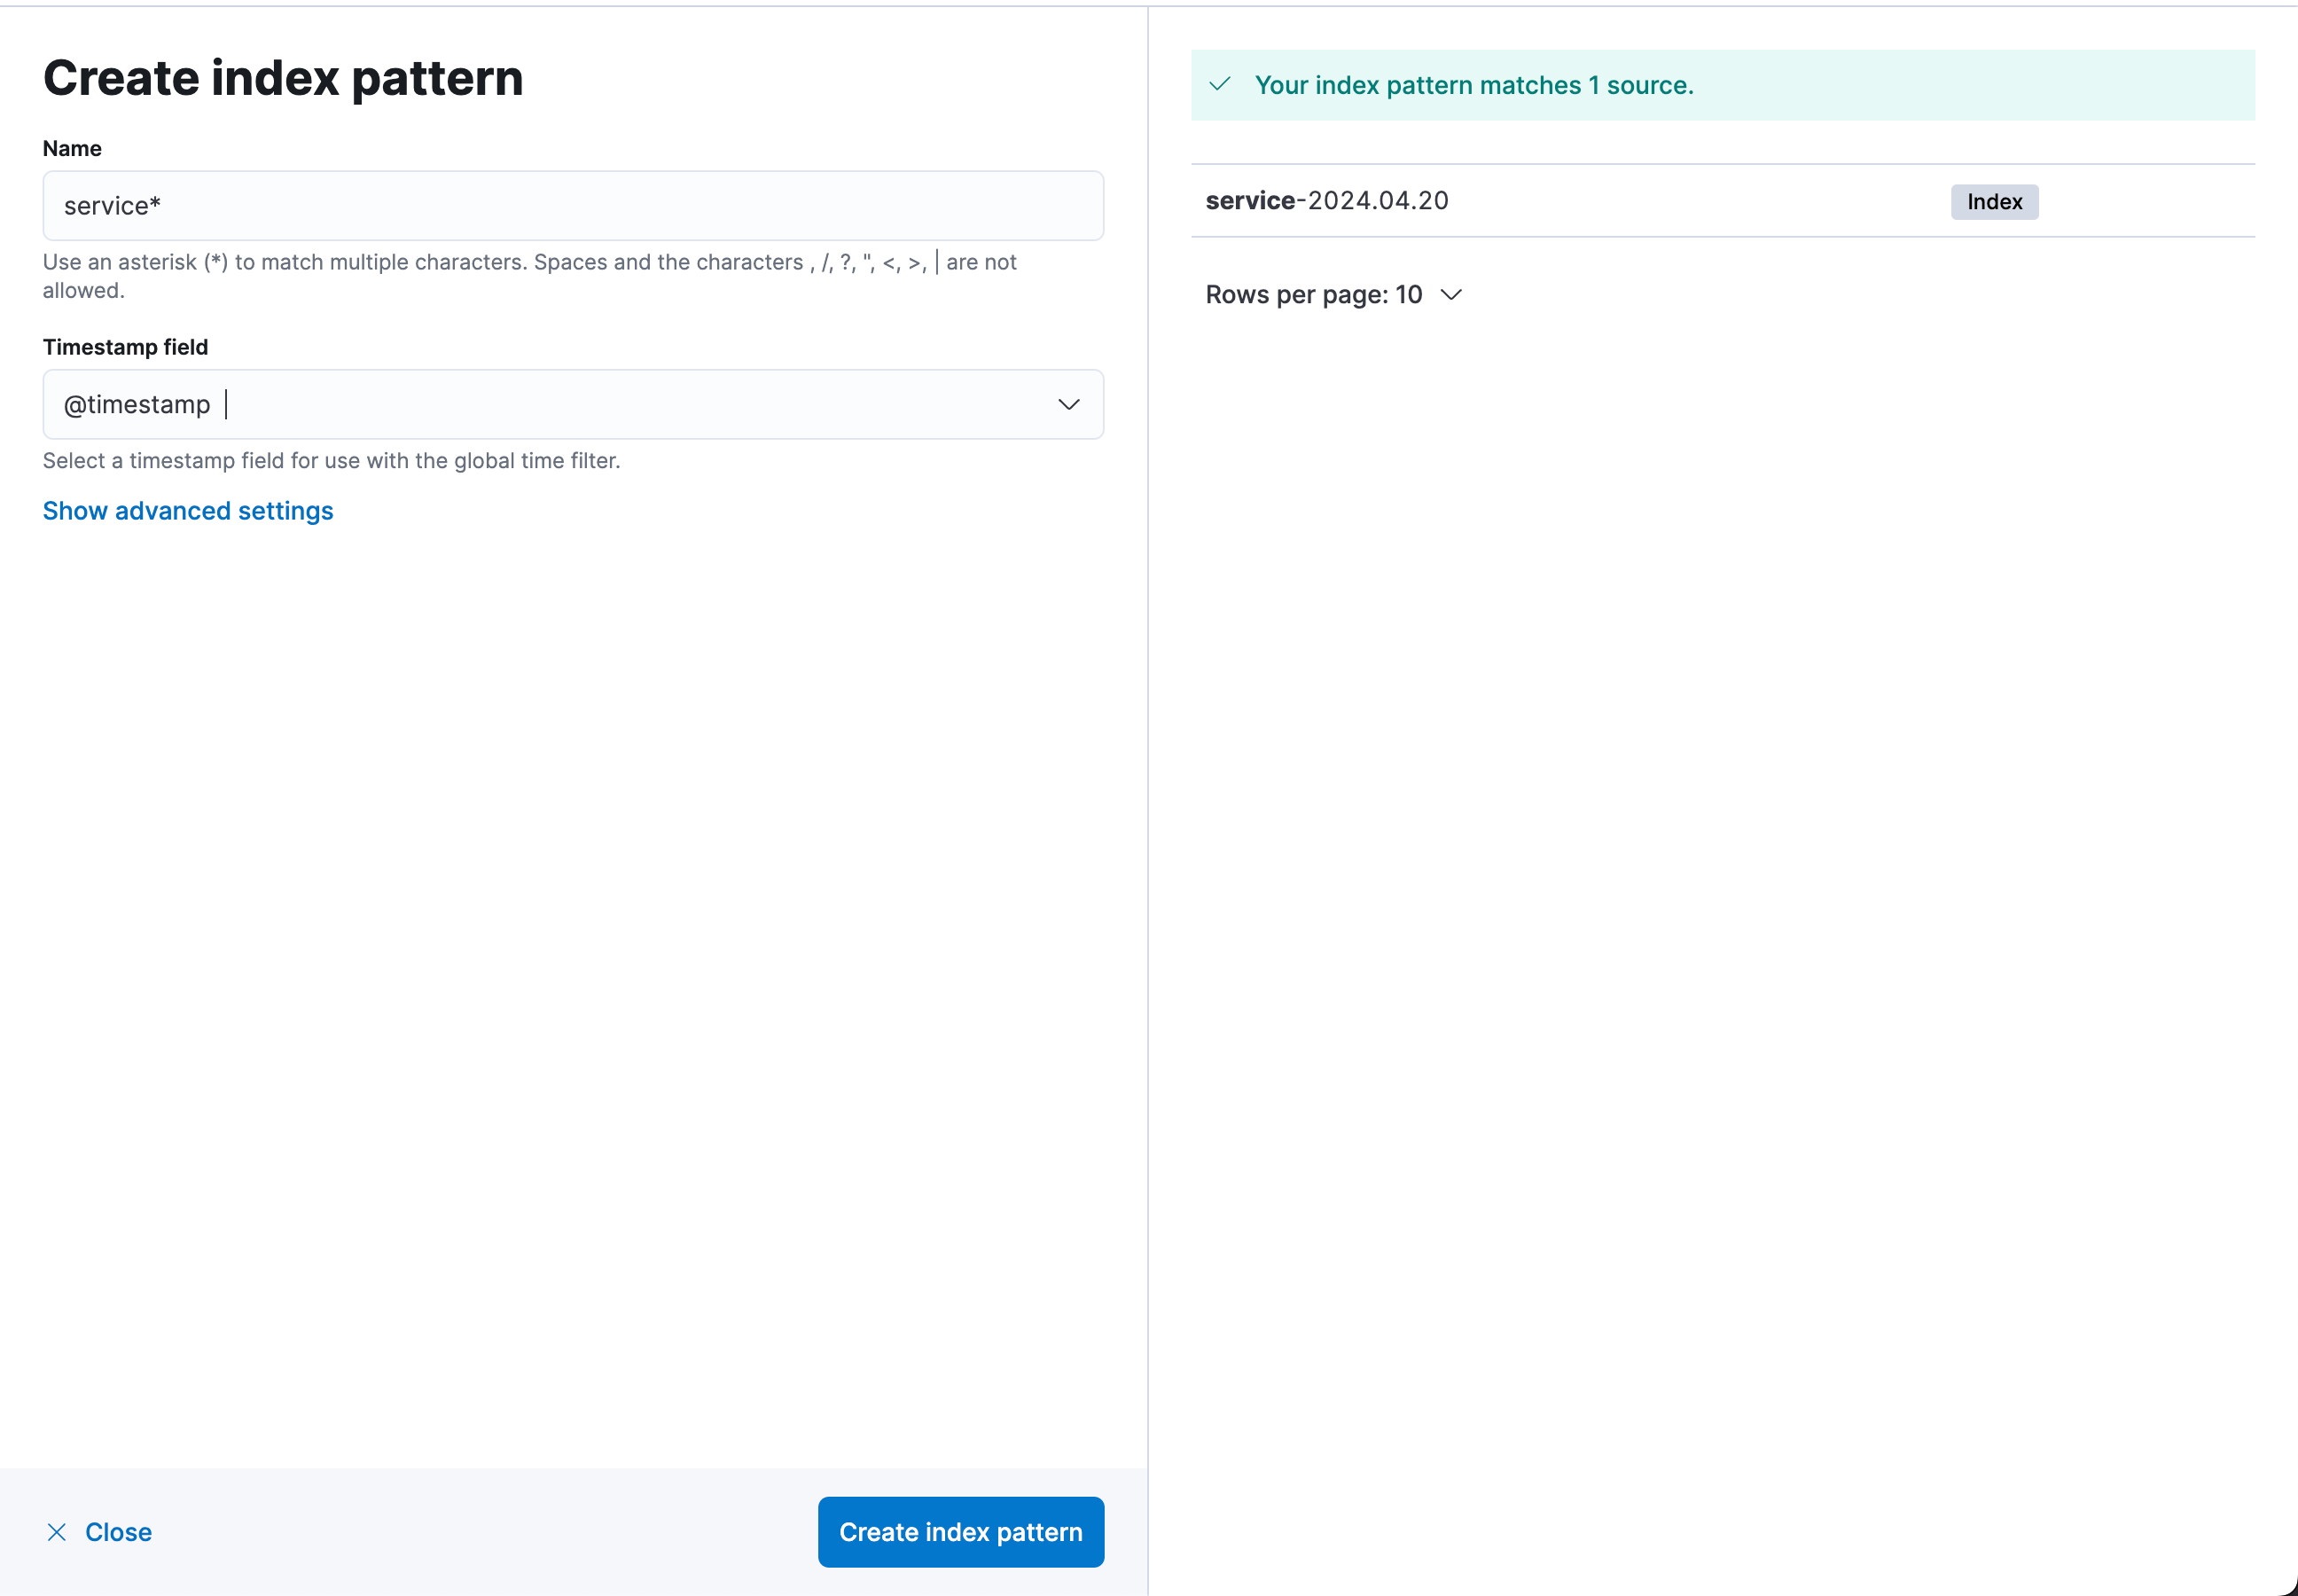 Create index pattern
Name
service*
Use an asterisk (*) to match multiple characters. Spaces and the characters , /, ?, ", <, >, | are not
allowed.
Timestamp field
@timestamp
Select a timestamp field for use with the global time filter.
Show advanced settings
Close
Create index pattern
Your index pattern matches 1 source.
service-2024.04.20
Index
Rows per page: 10